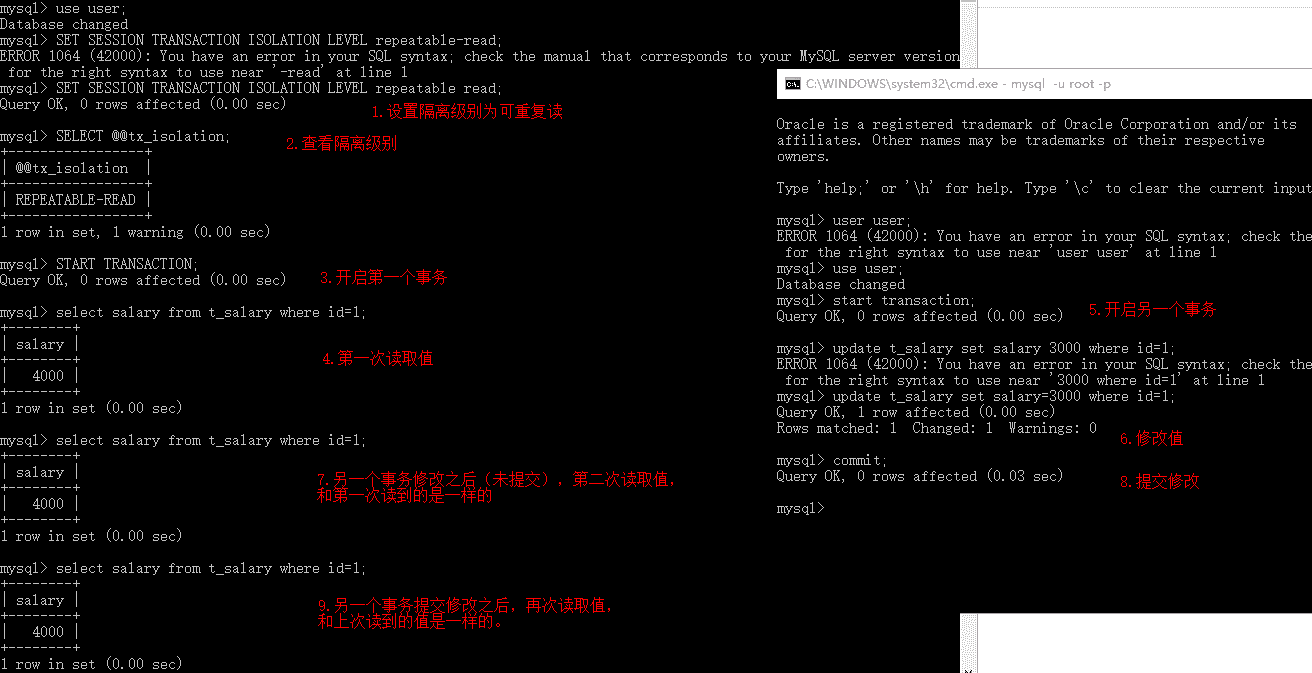 mysql> use user;
Database changed
mysql> SET SESSION TRANSACTION ISOLATION LEVEL repeatable-read;
ERROR 1064 (42000): You have an error in your SQL syntax; check the manual that corresponds to your MySQL server version
 for the right syntax to use near '-read' at line 1
mysql> SET SESSION TRANSACTION ISOLATION LEVEL repeatable read;
Query OK, 0 rows affected (0.00 sec)
1.设置隔离级别为可重复读
mysql> SELECT @@tx_isolation;
2.查看隔离级别
+-----------------+
| @@tx_isolation  |
+-----------------+
| REPEATABLE-READ |
+-----------------+
1 row in set, 1 warning (0.00 sec)
mysql> START TRANSACTION;
Query OK, 0 rows affected (0.00 sec)
3.开启第一个事务
mysql> select salary from t_salary where id=1;
+--------+
| salary |
+--------+
|   4000 |
+--------+
1 row in set (0.00 sec)
4.第一次读取值
mysql> select salary from t_salary where id=1;
+--------+
| salary |
+--------+
|   4000 |
+--------+
1 row in set (0.00 sec)
7.另一个事务修改之后（未提交），第二次读取值，
和第一次读到的是一样的
mysql> select salary from t_salary where id=1;
+--------+
| salary |
+--------+
|   4000 |
+--------+
1 row in set (0.00 sec)
9.另一个事务提交修改之后，再次读取值，
和上次读到的值是一样的。
C:\WINDOWS\system32\cmd.exe - mysql  -u root -p
Oracle is a registered trademark of Oracle Corporation and/or its
affiliates. Other names may be trademarks of their respective
owners.
Type 'help;' or '\h' for help. Type '\c' to clear the current input
mysql> user user;
ERROR 1064 (42000): You have an error in your SQL syntax; check the
 for the right syntax to use near 'user user' at line 1
mysql> use user;
Database changed
mysql> start transaction;
Query OK, 0 rows affected (0.00 sec)
5.开启另一个事务
mysql> update t_salary set salary 3000 where id=1;
ERROR 1064 (42000): You have an error in your SQL syntax; check the
 for the right syntax to use near '3000 where id=1' at line 1
mysql> update t_salary set salary=3000 where id=1;
Query OK, 1 row affected (0.00 sec)
Rows matched: 1  Changed: 1  Warnings: 0
6.修改值
mysql> commit;
Query OK, 0 rows affected (0.03 sec)
8.提交修改
mysql>